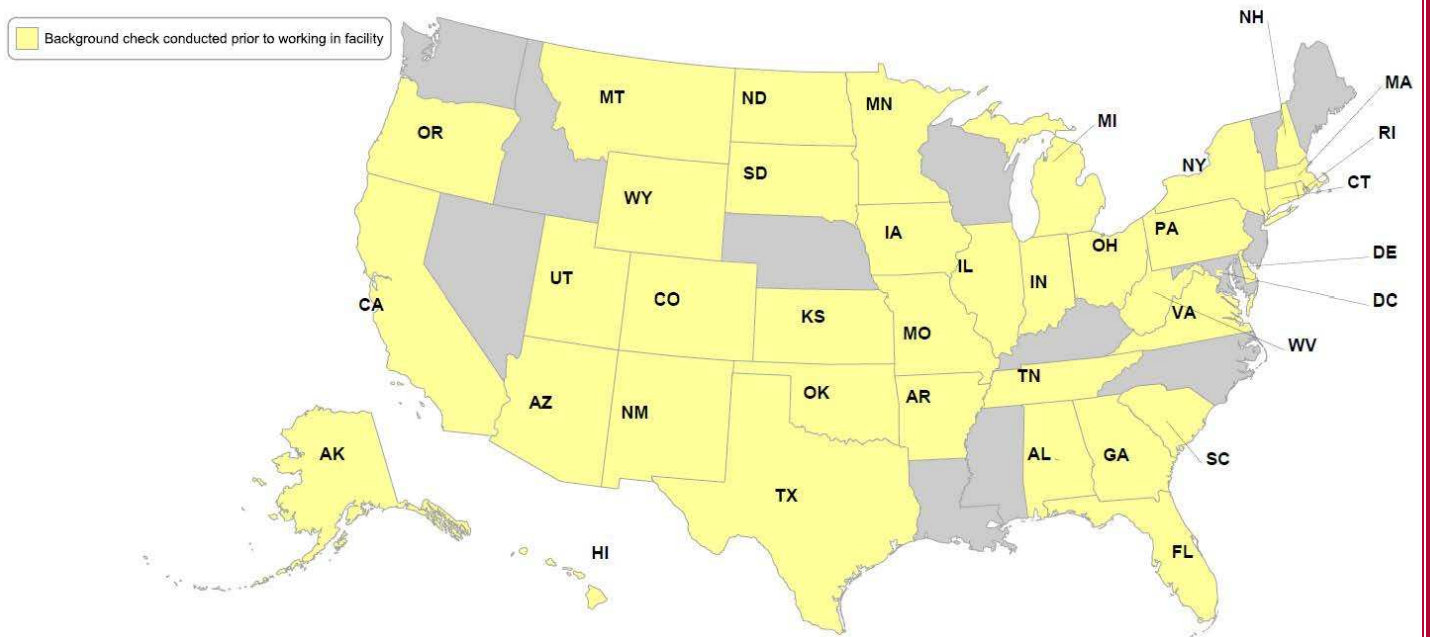 Background check conducted prior to working in facility
NH
MA
MI
RI
CT
MT
ND
MN
OR
NY
SD
WY
IA
PA
OH
DE
IL
IN
UT
CO
DC
CA
KS
VA
MO
WV
TN
AZ
NM
OK
AR
AK
AL
GA
SC
TX
HI
FL